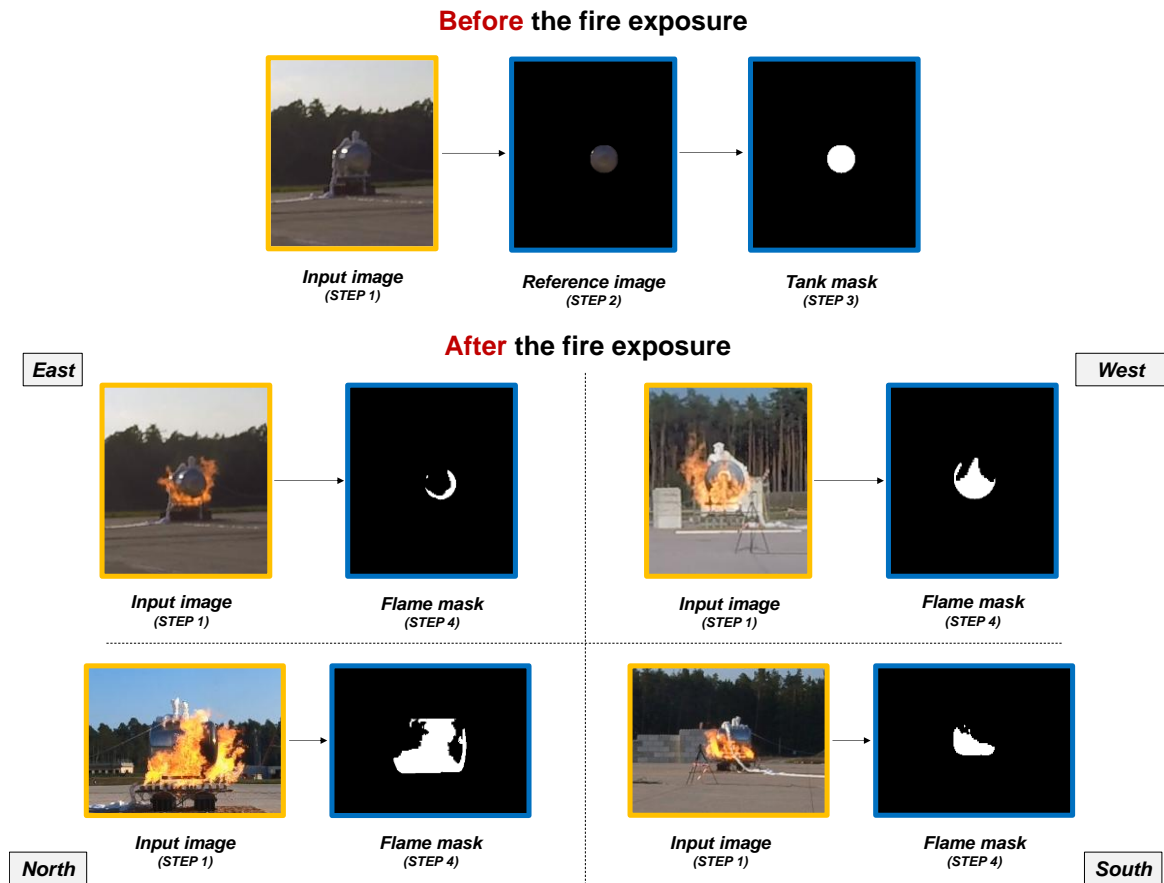 Before the fire exposure
Input image
(STEP 1)
Reference image
(STEP 2)
Tank mask
(STEP 3)
After the fire exposure
East
West
Input image
(STEP 1)
Flame mask
(STEP 4)
Input image
(STEP 1)
Flame mask
(STEP 4)
Input image
(STEP 1)
Flame mask
(STEP 4)
Input image
(STEP 1)
Flame mask
(STEP 4)
North
South